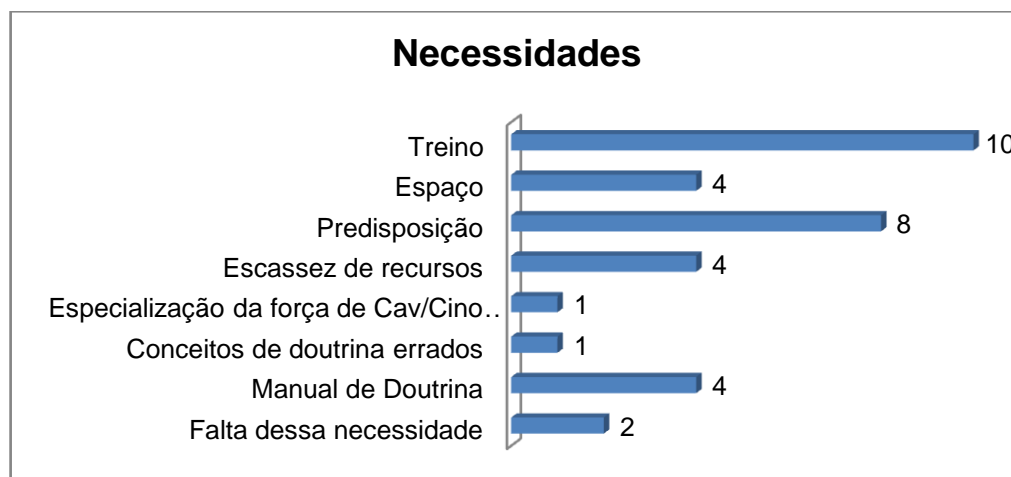 Necessidades
Treino 10
Espaço 4
Predisposição 8
Escassez de recursos 4
Especialização da força de Cav/Cino.. 1
Conceitos de doutrina errados 1
Manual de Doutrina 4
Falta dessa necessidade 2